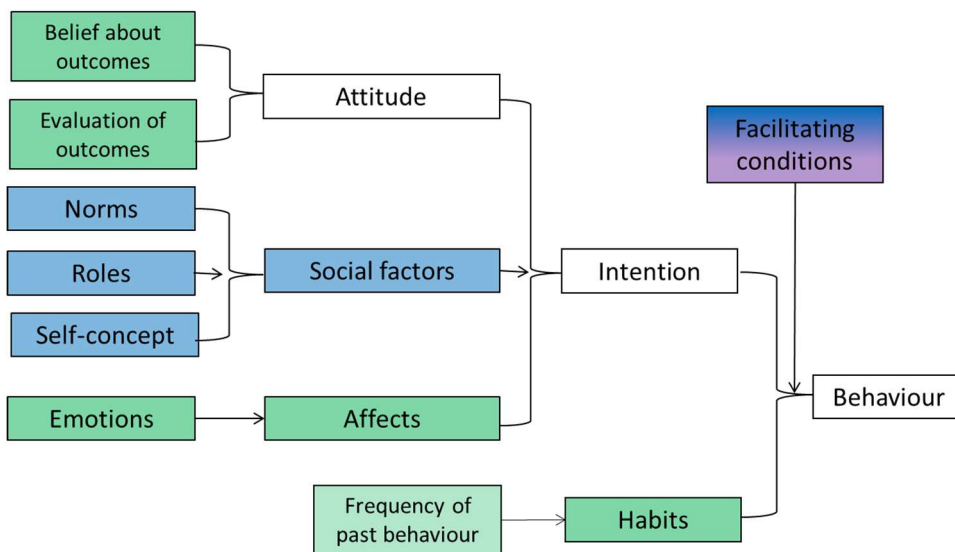 Belief about
outcomes
Evaluation of
outcomes
Attitude
Facilitating
conditions
Norms
Roles
Self-concept
Social factors
Intention
Behaviour
Emotions
Affects
Frequency of
past behaviour
Habits